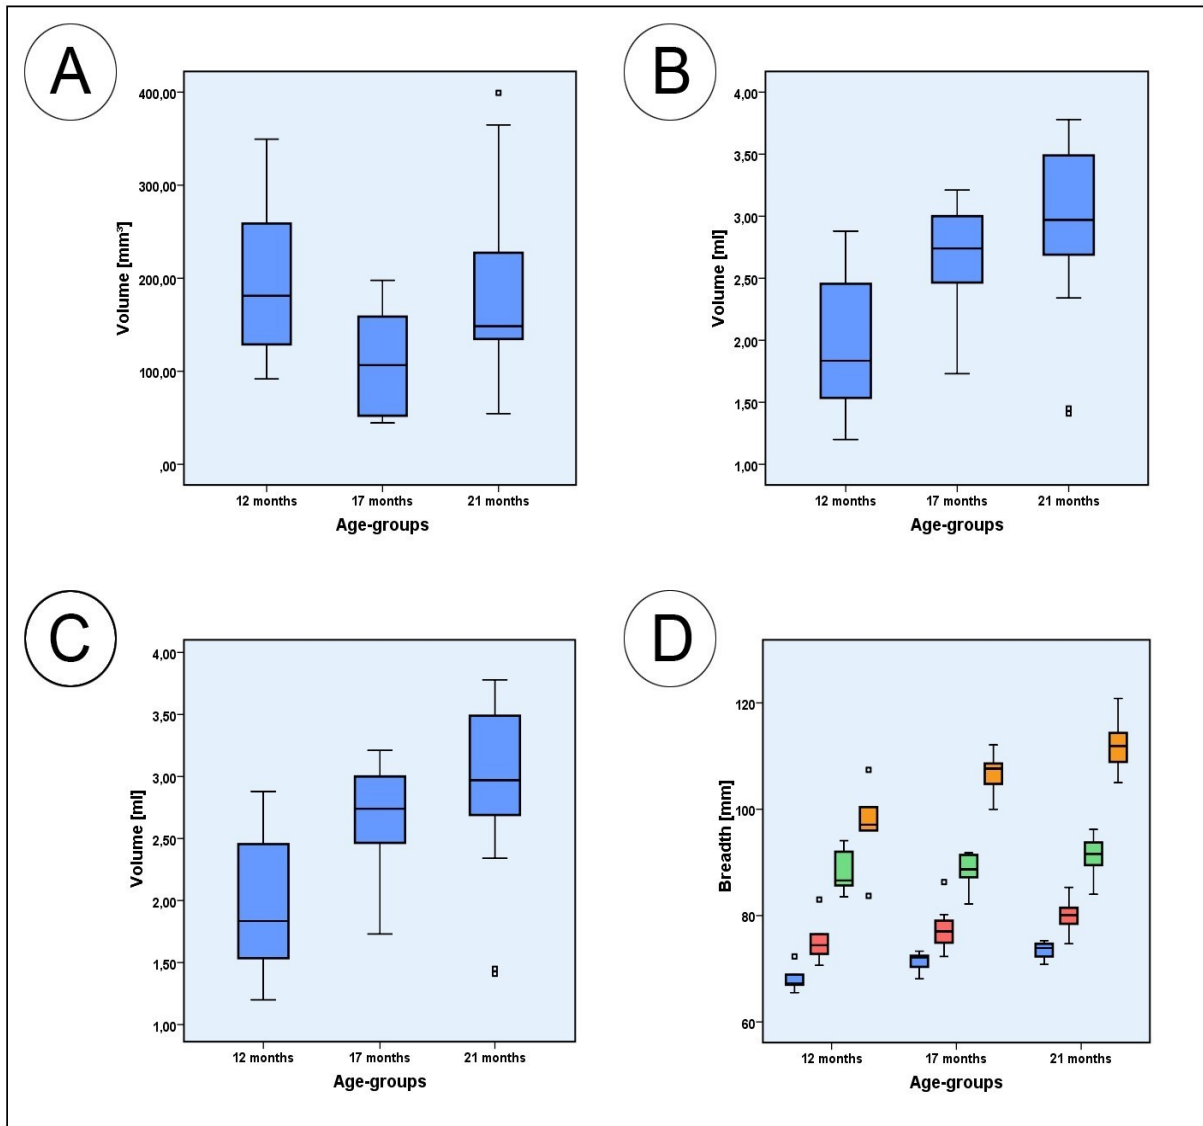 A
Volume [mm³]
400,00
300,00
200,00
100,00
,00
12 months 17 months 21 months
Age-groups
B
Volume [ml]
4,00
3,50
3,00
2,50
2,00
1,50
1,00
12 months 17 months 21 months
Age-groups
C
Volume [ml]
4,00
3,50
3,00
2,50
2,00
1,50
1,00
12 months 17 months 21 months
Age-groups
D
Breadth [mm]
120
100
80
60
12 months 17 months 21 months
Age-groups